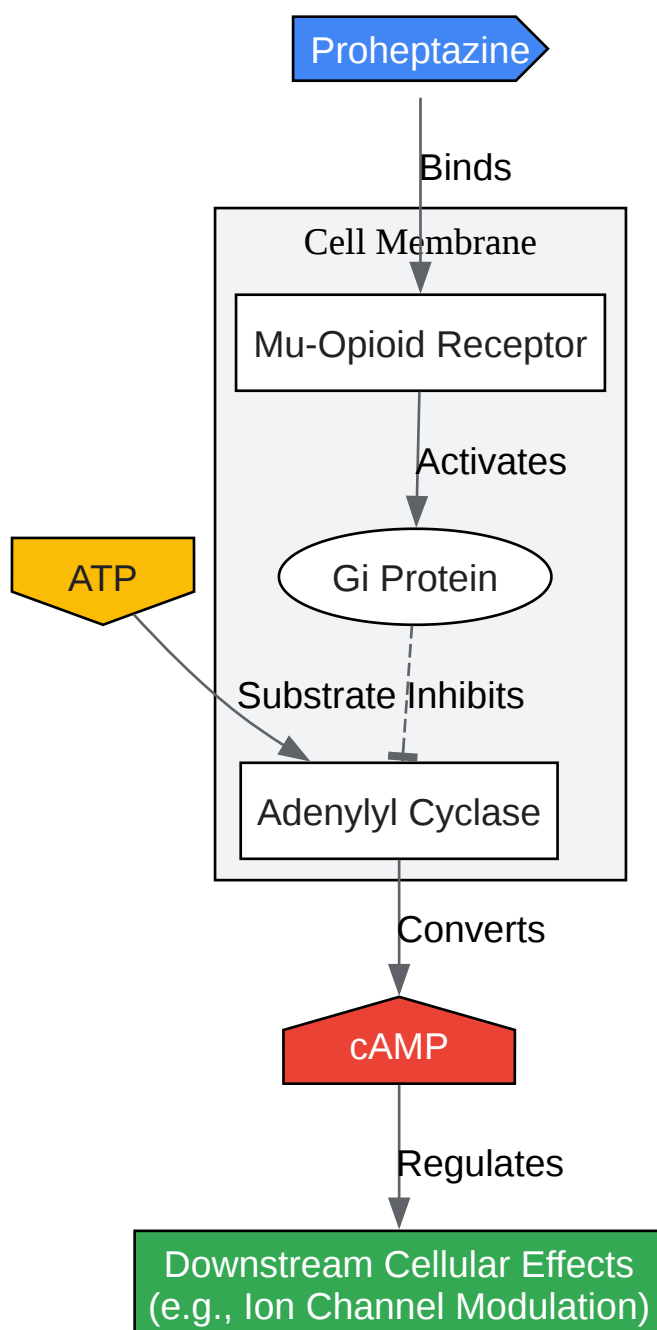 Proheptazine
Binds
Cell Membrane
Mu-Opioid Receptor
Activates
ATP
Gi Protein
Substrate
Inhibits
Adenylyl Cyclase
Converts
cAMP
Regulates
Downstream Cellular Effects
(e.g., Ion Channel Modulation)